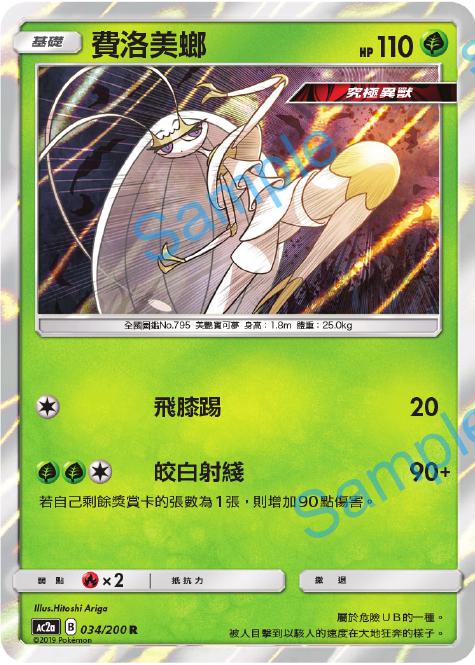 基礎 費洛美螂 HP 110
究極異獸
Sample
全國圖鑑No.795 美艷寶可夢 身高：1.8m 體重：25.0kg
飛膝踢 20
皎白射綫 90+
若自己剩餘獎賞卡的張數為1張，則增加90點傷害。
Sample
弱點 ×2 抵抗力 撤退
Illus.Hitoshi Ariga
AC2a B 034/200 R
©2019 Pokémon
屬於危險UB的一種。
被人目擊到以駭人的速度在大地狂奔的樣子。